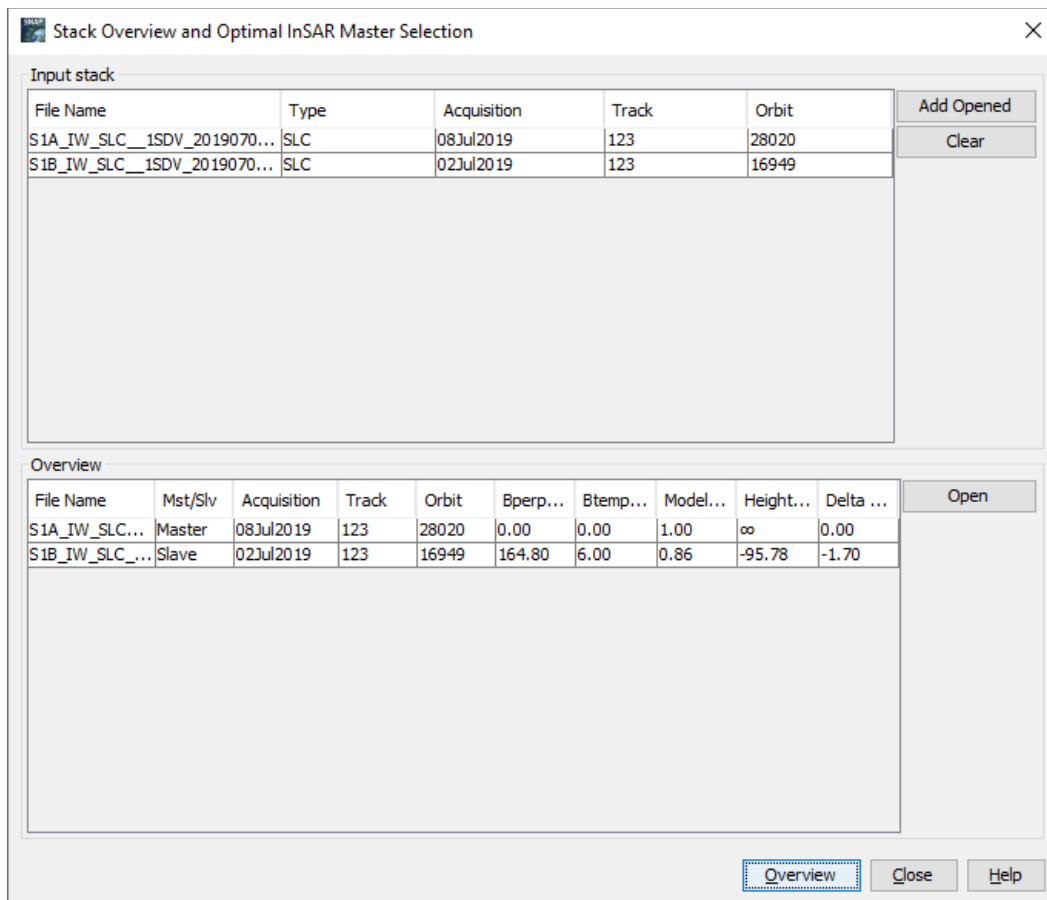 SNAP
Stack Overview and Optimal InSAR Master Selection
Input stack
File Name Type Acquisition Track Orbit
S1A_IW_SLC__1SDV_2019070... SLC 08Jul2019 123 28020
S1B_IW_SLC__1SDV_2019070... SLC 02Jul2019 123 16949
Add Opened
Clear
Overview
File Name Mst/Slv Acquisition Track Orbit Bperp... Btemp... Model... Height... Delta ...
S1A_IW_SLC... Master 08Jul2019 123 28020 0.00 0.00 1.00 ∞ 0.00
S1B_IW_SLC_... Slave 02Jul2019 123 16949 164.80 6.00 0.86 -95.78 -1.70
Open
Overview Close Help